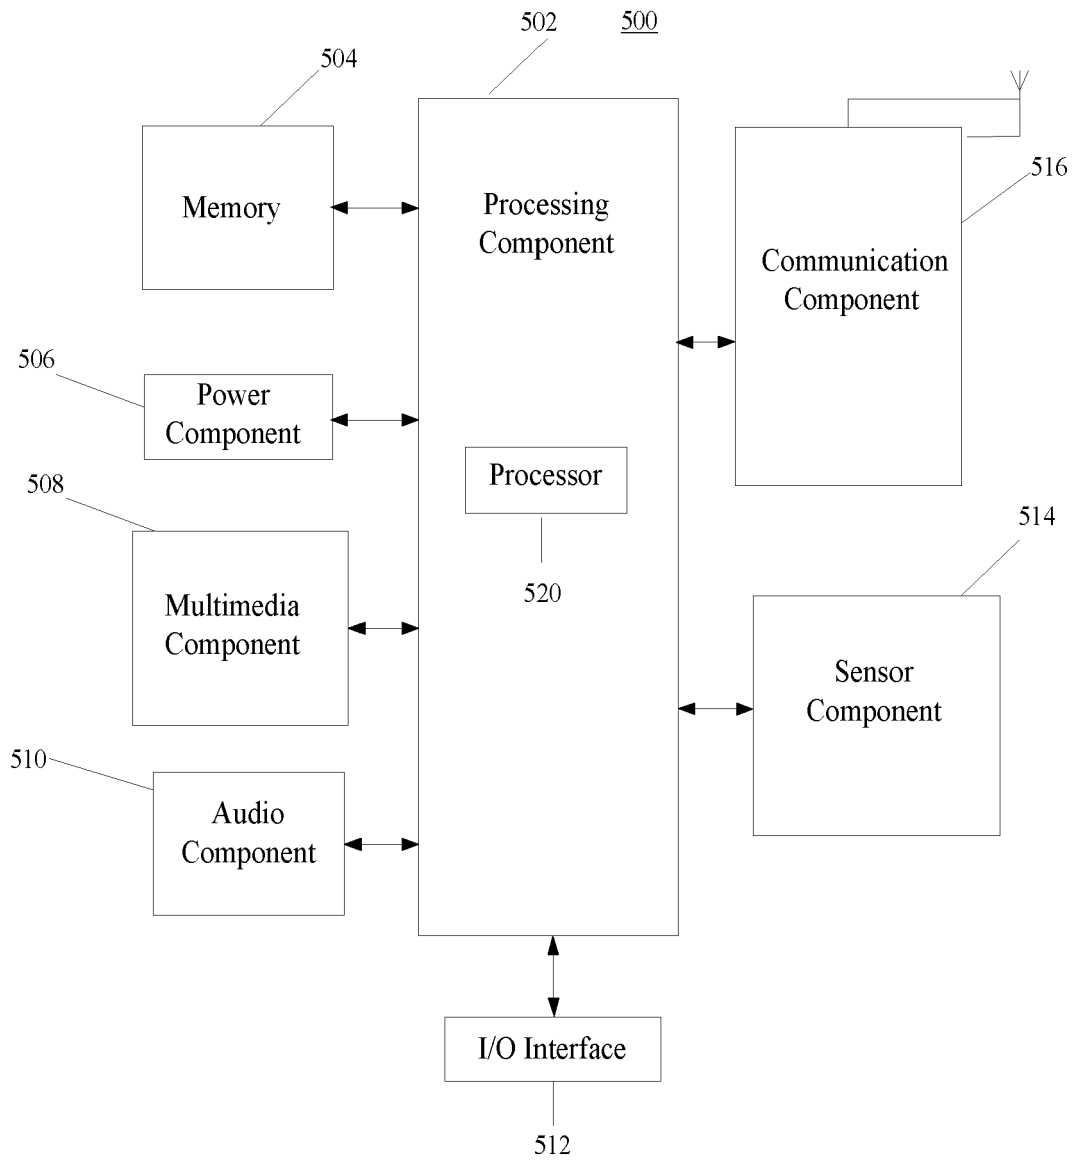 502
500
504
Memory
Processing
Component
516
Communication
Component
506
Power
Component
508
Processor
514
520
Multimedia
Component
Sensor
Component
510
Audio
Component
I/O Interface
512